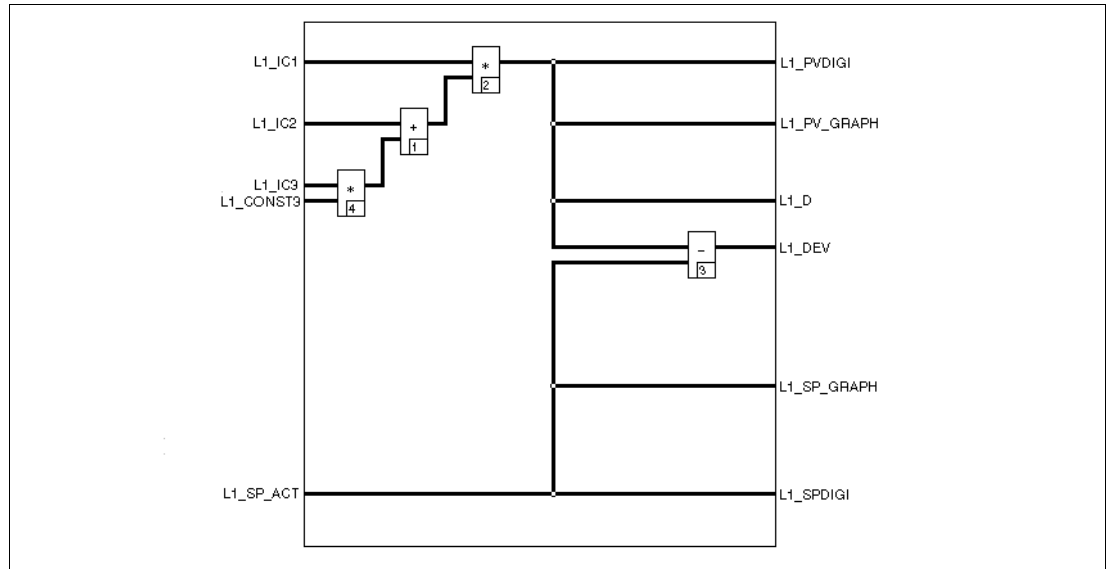 L1_IC1
*
2
L1_PVDIGI
L1_IC2
+
1
L1_PV_GRAPH
L1_IC3
L1_CONST3
*
4
L1_D
-
3
L1_DEV
L1_SP_GRAPH
L1_SP_ACT
L1_SPDIGI